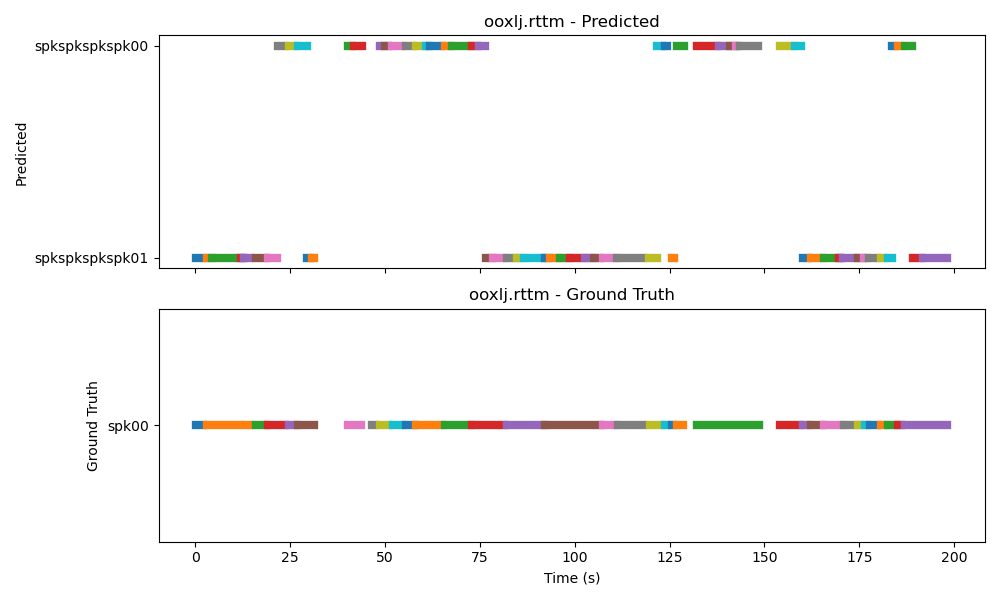 ooxlj.rttm - Predicted
spkspkspkspk00
Predicted
spkspkspkspk01
ooxlj.rttm - Ground Truth
Ground Truth
spk00
0 25 50 75 100 125 150 175 200
Time (s)